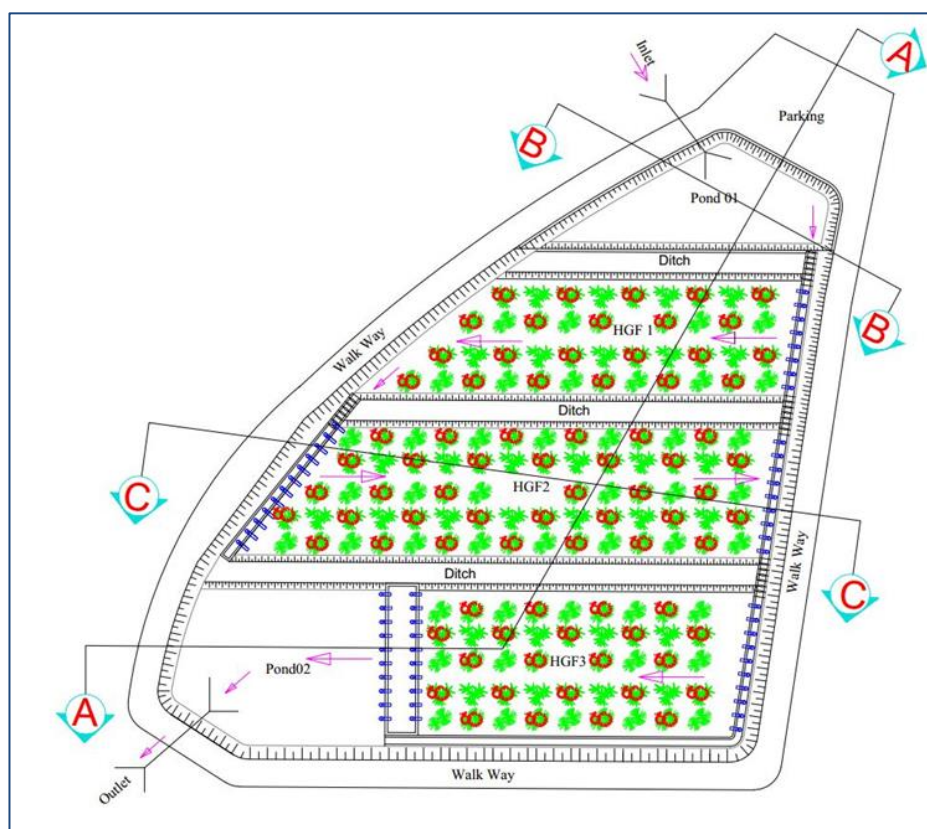 A
Inlet
Parking
B
Pond 01
Ditch
HGF 1
B
Walk Way
Ditch
C
HGF2
Walk Way
Ditch
C
HGF3
Pond02
A
Walk Way
Outlet